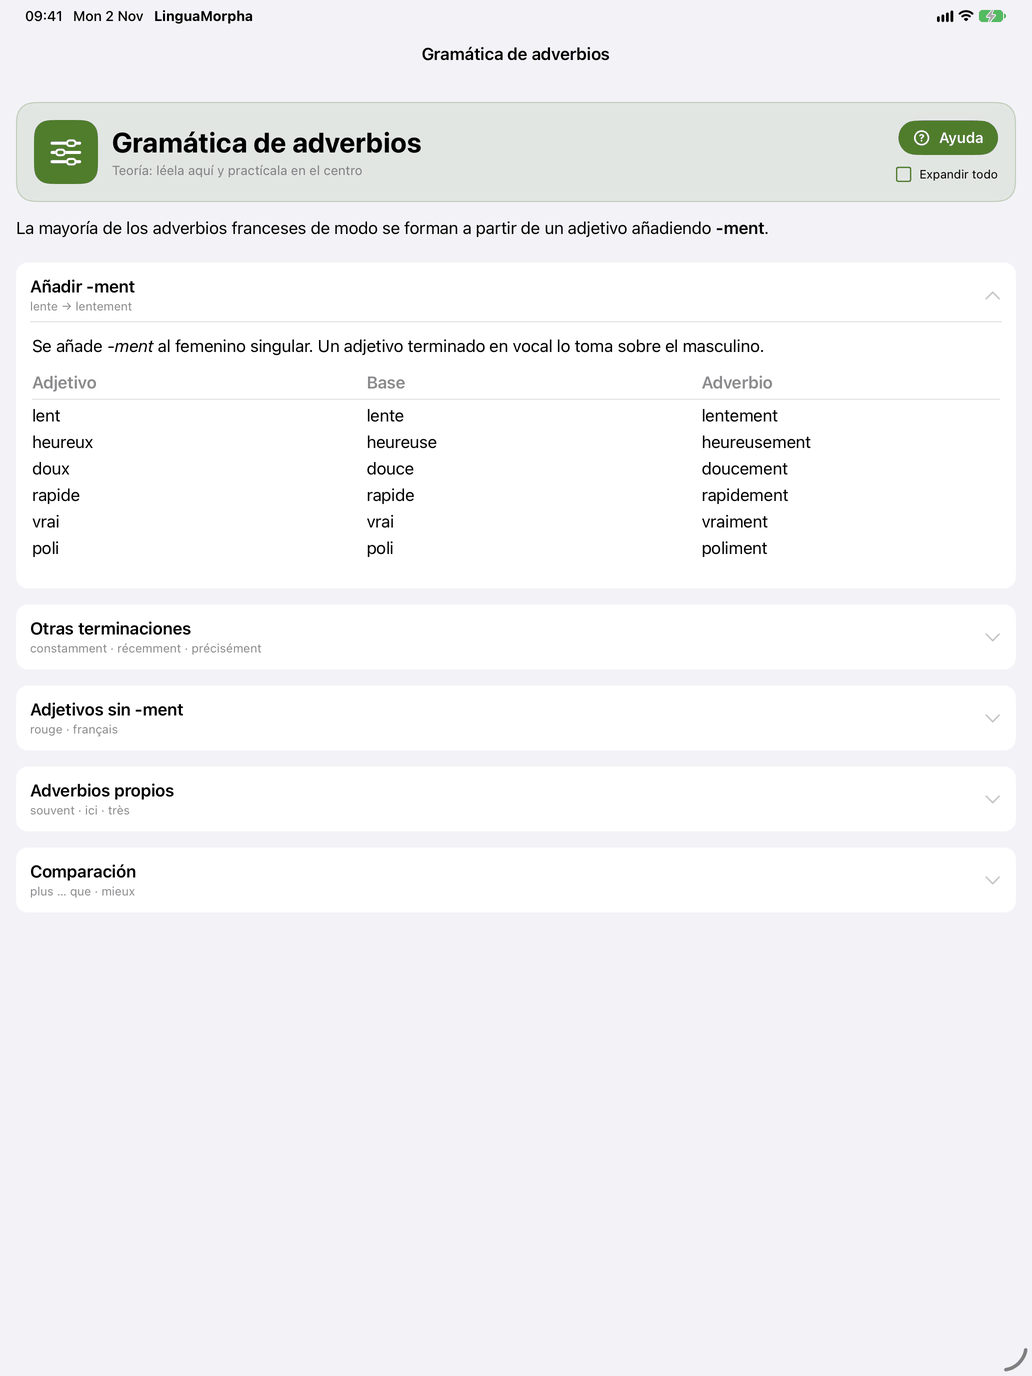 09:41 Mon 2 Nov LinguaMorpha
Gramática de adverbios
Gramática de adverbios
Teoría: léela aquí y practícala en el centro
Ayuda
Expandir todo
La mayoría de los adverbios franceses de modo se forman a partir de un adjetivo añadiendo -ment.
Añadir -ment
lente → lentement
Se añade -ment al femenino singular. Un adjetivo terminado en vocal lo toma sobre el masculino.
Adjetivo Base Adverbio
lent lente lentement
heureux heureuse heureusement
doux douce doucement
rapide rapide rapidement
vrai vrai vraiment
poli poli poliment
Otras terminaciones
constamment · récemment · précisément
Adjetivos sin -ment
rouge · français
Adverbios propios
souvent · ici · très
Comparación
plus ... que · mieux